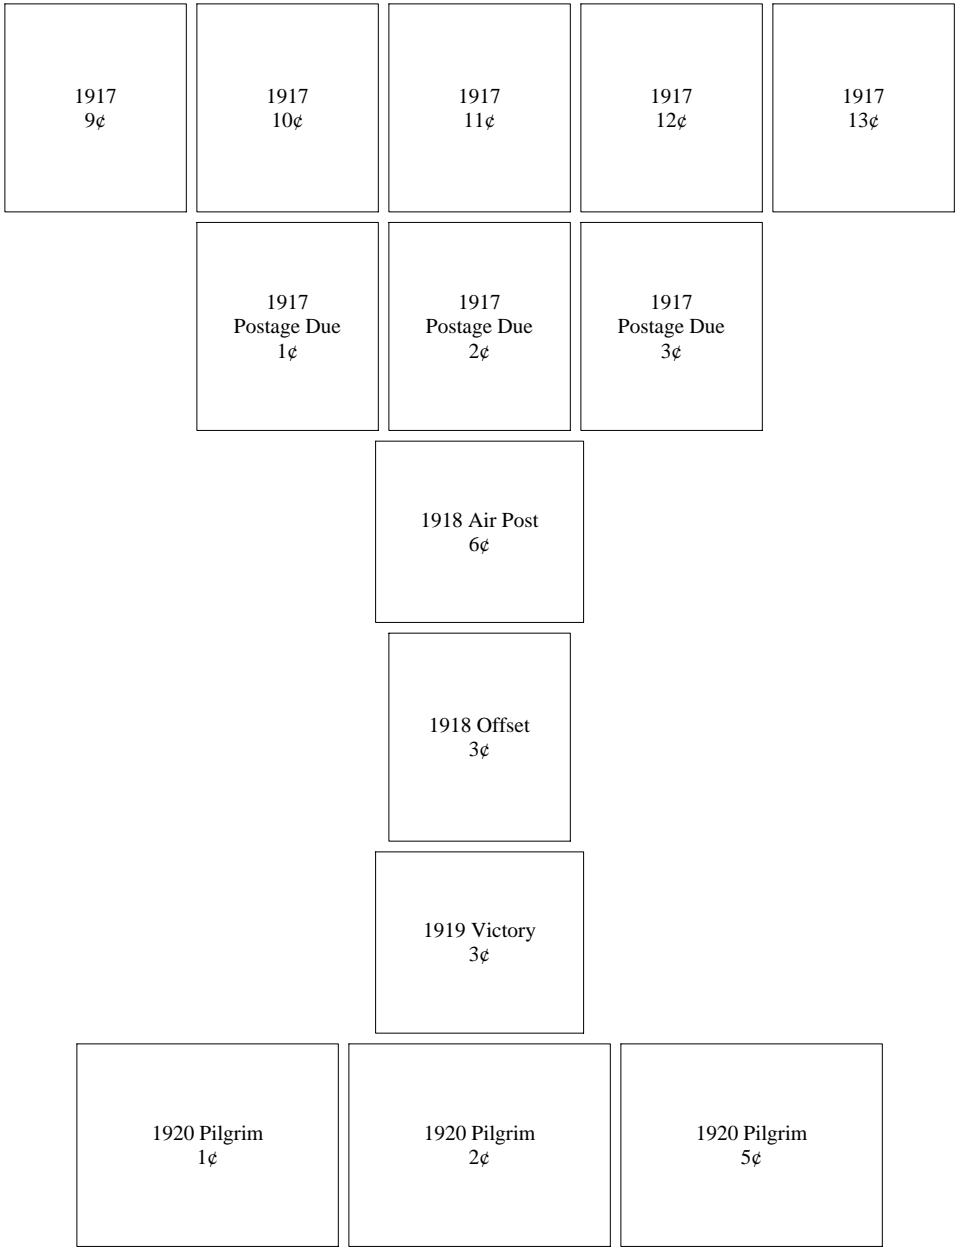 1917
9¢
1917
10¢
1917
11¢
1917
12¢
1917
13¢
1917
Postage Due
1¢
1917
Postage Due
2¢
1917
Postage Due
3¢
1918 Air Post
6¢
1918 Offset
3¢
1919 Victory
3¢
1920 Pilgrim
1¢
1920 Pilgrim
2¢
1920 Pilgrim
5¢